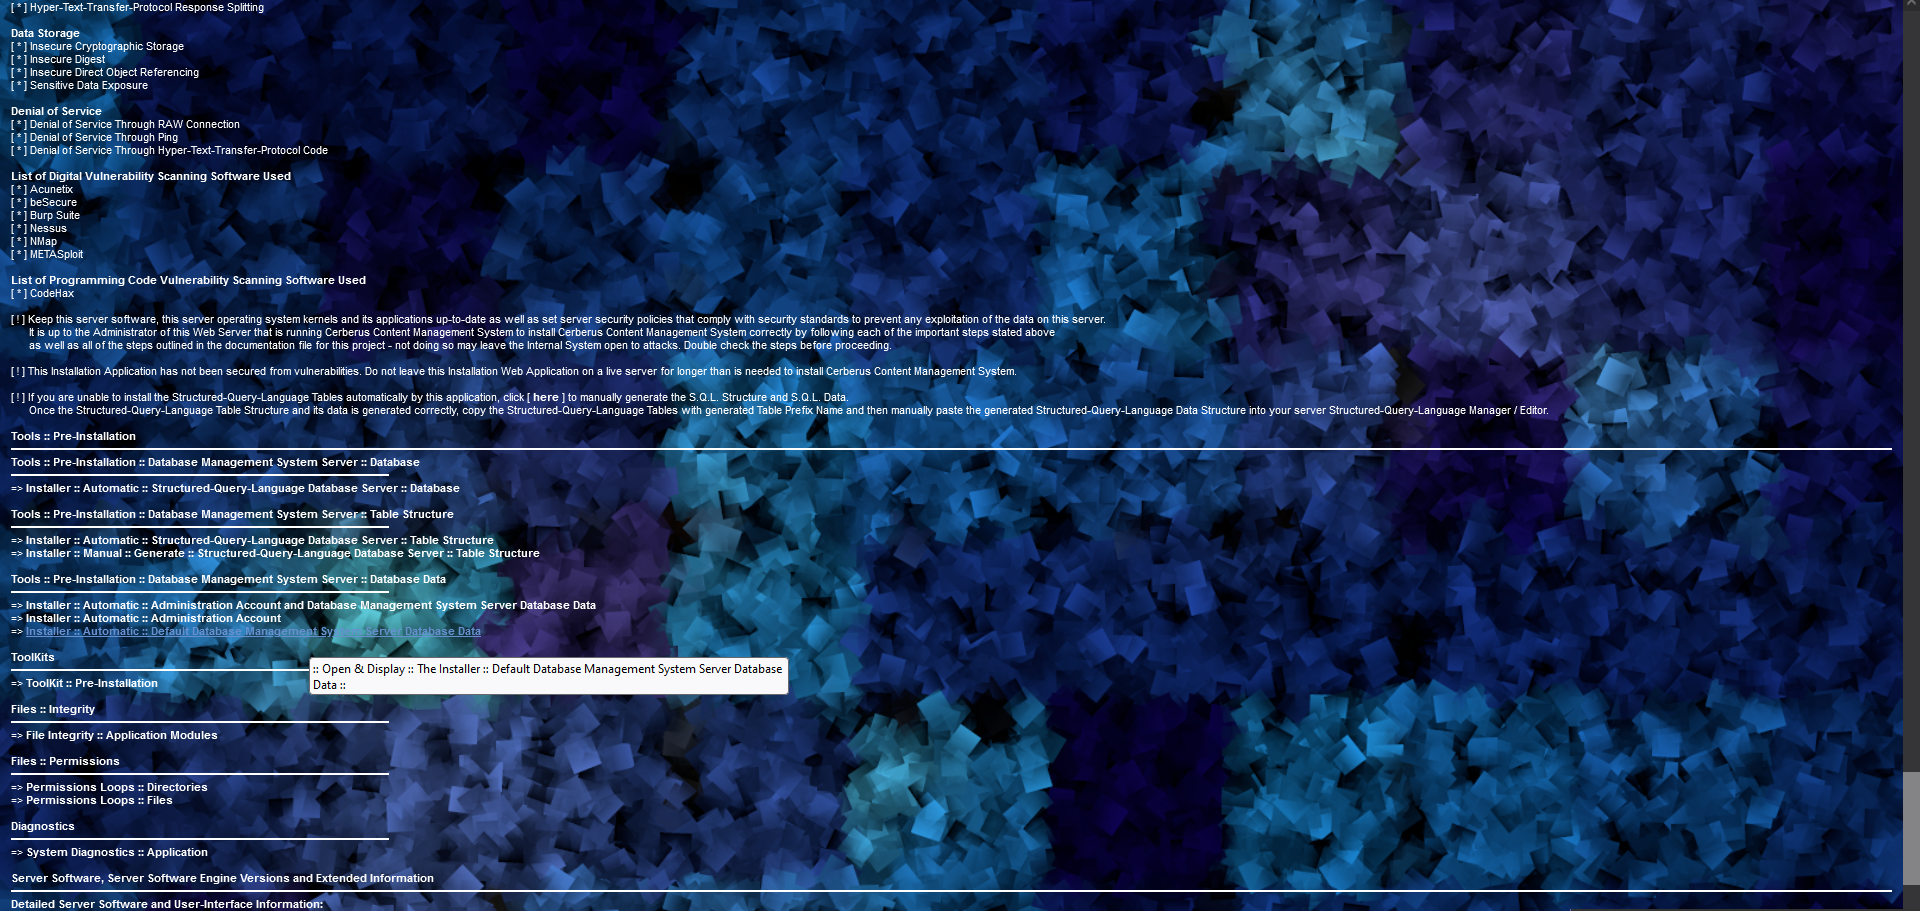 [ * ] Hyper-Text-Transfer-Protocol Response Splitting
Data Storage
[ * ] Insecure Cryptographic Storage
[ * ] Insecure Digest
[ * ] Insecure Direct Object Referencing
[ * ] Sensitive Data Exposure
Denial of Service
[ * ] Denial of Service Through RAW Connection
[ * ] Denial of Service Through Ping
[ * ] Denial of Service Through Hyper-Text-Transfer-Protocol Code
List of Digital Vulnerability Scanning Software Used
[ * ] Acunetix
[ * ] beSecure
[ * ] Burp Suite
[ * ] Nessus
[ * ] NMap
[ * ] METASploit
List of Programming Code Vulnerability Scanning Software Used
[ * ] CodeHax
[ ! ] Keep this server software, this server operating system kernels and its applications up-to-date as well as set server security policies that comply with security standards to prevent any exploitation of the data on this server.
It is up to the Administrator of this Web Server that is running Cerberus Content Management System to install Cerberus Content Management System correctly by following each of the important steps stated above
as well as all of the steps outlined in the documentation file for this project - not doing so may leave the Internal System open to attacks. Double check the steps before proceeding.
[ ! ] This Installation Application has not been secured from vulnerabilities. Do not leave this Installation Web Application on a live server for longer than is needed to install Cerberus Content Management System.
[ ! ] If you are unable to install the Structured-Query-Language Tables automatically by this application, click [ here ] to manually generate the S.Q.L. Structure and S.Q.L. Data.
Once the Structured-Query-Language Table Structure and its data is generated correctly, copy the Structured-Query-Language Tables with generated Table Prefix Name and then manually paste the generated Structured-Query-Language Data Structure into your server Structured-Query-Language Manager / Editor.
Tools :: Pre-Installation
Tools :: Pre-Installation :: Database Management System Server :: Database
=> Installer :: Automatic :: Structured-Query-Language Database Server :: Database
Tools :: Pre-Installation :: Database Management System Server :: Table Structure
=> Installer :: Automatic :: Structured-Query-Language Database Server :: Table Structure
=> Installer :: Manual :: Generate :: Structured-Query-Language Database Server :: Table Structure
Tools :: Pre-Installation :: Database Management System Server :: Database Data
=> Installer :: Automatic :: Administration Account and Database Management System Server Database Data
=> Installer :: Automatic :: Administration Account
=> Installer :: Automatic :: Default Database Management System Server Database Data
ToolKits
:: Open & Display :: The Installer :: Default Database Management System Server Database
Data ::
=> ToolKit :: Pre-Installation
Files :: Integrity
=> File Integrity :: Application Modules
Files :: Permissions
=> Permissions Loops :: Directories
=> Permissions Loops :: Files
Diagnostics
=> System Diagnostics :: Application
Server Software, Server Software Engine Versions and Extended Information
Detailed Server Software and User-Interface Information: